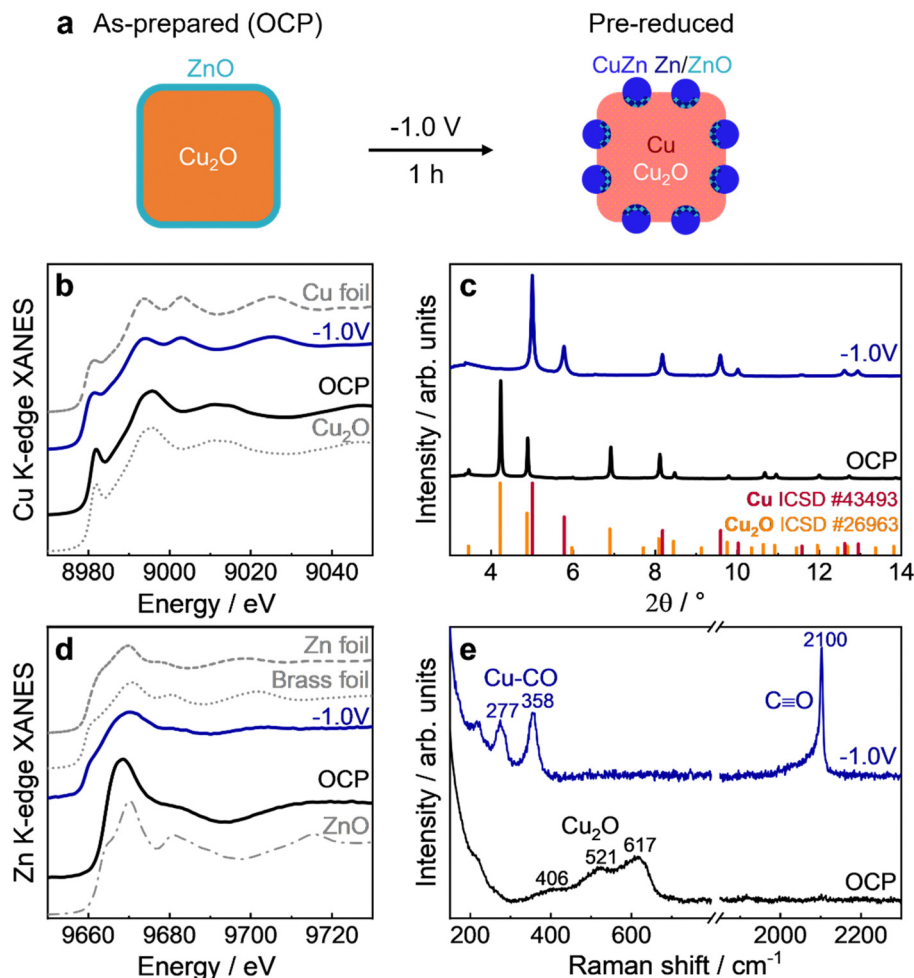 a As-prepared (OCP) Pre-reduced
ZnO
CuZn Zn/ZnO
Cu₂O
-1.0 V
1 h
Cu
Cu₂O
b
Cu foil
-1.0V
OCP
Cu₂O
Cu K-edge XANES
8980 9000 9020 9040
Energy / eV
c
-1.0V
OCP
Cu ICSD #43493
Cu₂O ICSD #26963
Intensity / arb. units
4 6 8 10 12 14
2θ / °
d
Zn foil
Brass foil
-1.0V
OCP
ZnO
Zn K-edge XANES
9660 9680 9700 9720
Energy / eV
e
2100
Cu-CO
277 358
C≡O
-1.0V
Cu₂O
406 521 617
OCP
Intensity / arb. units
200 400 600 2000 2200
Raman shift / cm⁻¹